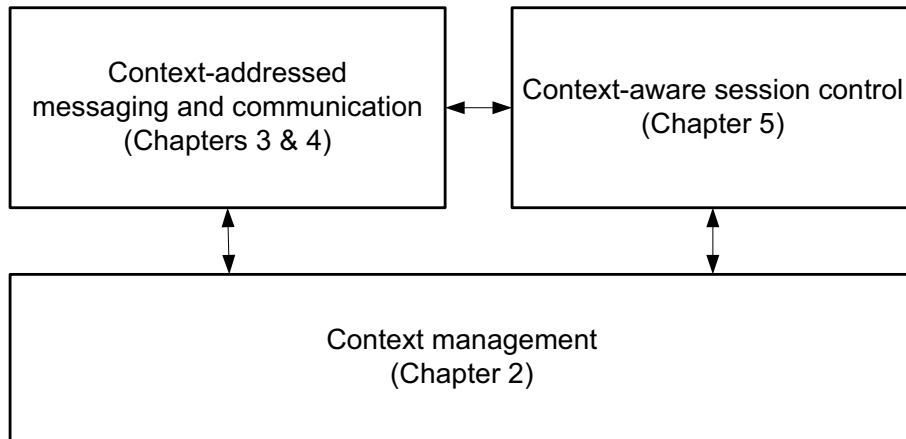 Context-addressed
messaging and communication
(Chapters 3 & 4)
Context-aware session control
(Chapter 5)
Context management
(Chapter 2)